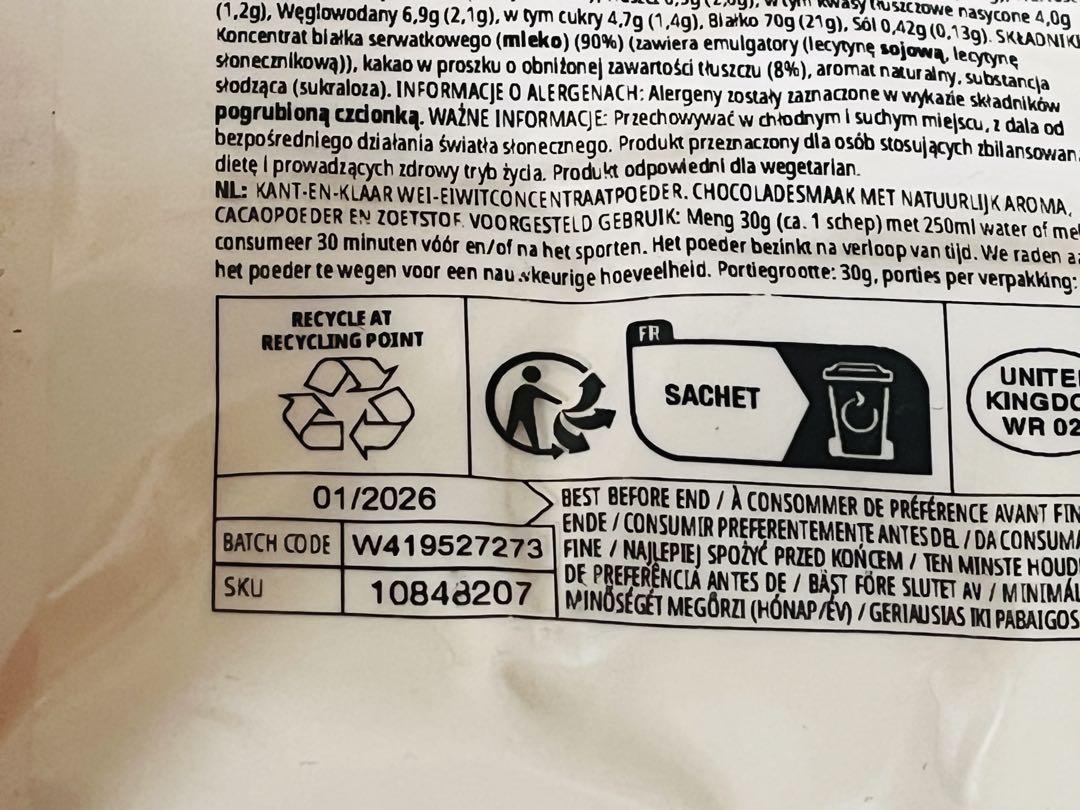 (1,2g), Węglowodany 6,9g (2,1g), w tym cukry 4,7g (1,4g), Białko 70g (21g), Sól 0,42g (0,13g). SKŁADNIKI
Koncentrat białka serwatkowego (mleko) (90%) (zawiera emulgatory (lecytynę sojową, lecytynę
słonecznikową)), kakao w proszku o obniżonej zawartości tłuszczu (8%), aromat naturalny, substancja
słodząca (sukraloza). INFORMACJE O ALERGENACH: Alergeny zostały zaznaczone w wykazie składników
pogrubioną czcionką. WAŻNE INFORMACJE: Przechowywać w chłodnym i suchym miejscu, z dala od
bezpośredniego działania światła słonecznego. Produkt przeznaczony dla osób stosujących zbilansowan
dietę i prowadzących zdrowy tryb życia. Produkt odpowiedni dla wegetarian.
NL: KANT-EN-KLAAR WEI-EIWITCONCENTRAATPOEDER. CHOCOLADESMAAK MET NATUURLIJK AROMA,
CACAOPOEDER EN ZOETSTOF. VOORGESTELD GEBRUIK: Meng 30g (ca. 1 schep) met 250ml water of me
consumeer 30 minuten vóór en/of na het sporten. Het poeder bezinkt na verloop van tijd. We raden a
het poeder te wegen voor een nauwkeurige hoeveelheid. Portiegrootte: 30g, porties per verpakking:
RECYCLE AT
RECYCLING POINT
FR
SACHET
UNITE
KINGDO
WR 02
01/2026
BATCH CODE W419527273
SKU 10848207
BEST BEFORE END / À CONSOMMER DE PRÉFÉRENCE AVANT FIN
ENDE / CONSUMIR PREFERENTEMENTE ANTES DEL / DA CONSUMA
FINE / NAJLEPIEJ SPOŻYĆ PRZED KOŃCEM / TEN MINSTE HOUD
DE PREFERÊNCIA ANTES DE / BÄST FÖRE SLUTET AV / MINIMÁL
MINŐSÉGÉT MEGŐRZI (HÓNAP/ÉV) / GERIAUSIAS IKI PABAIGOS